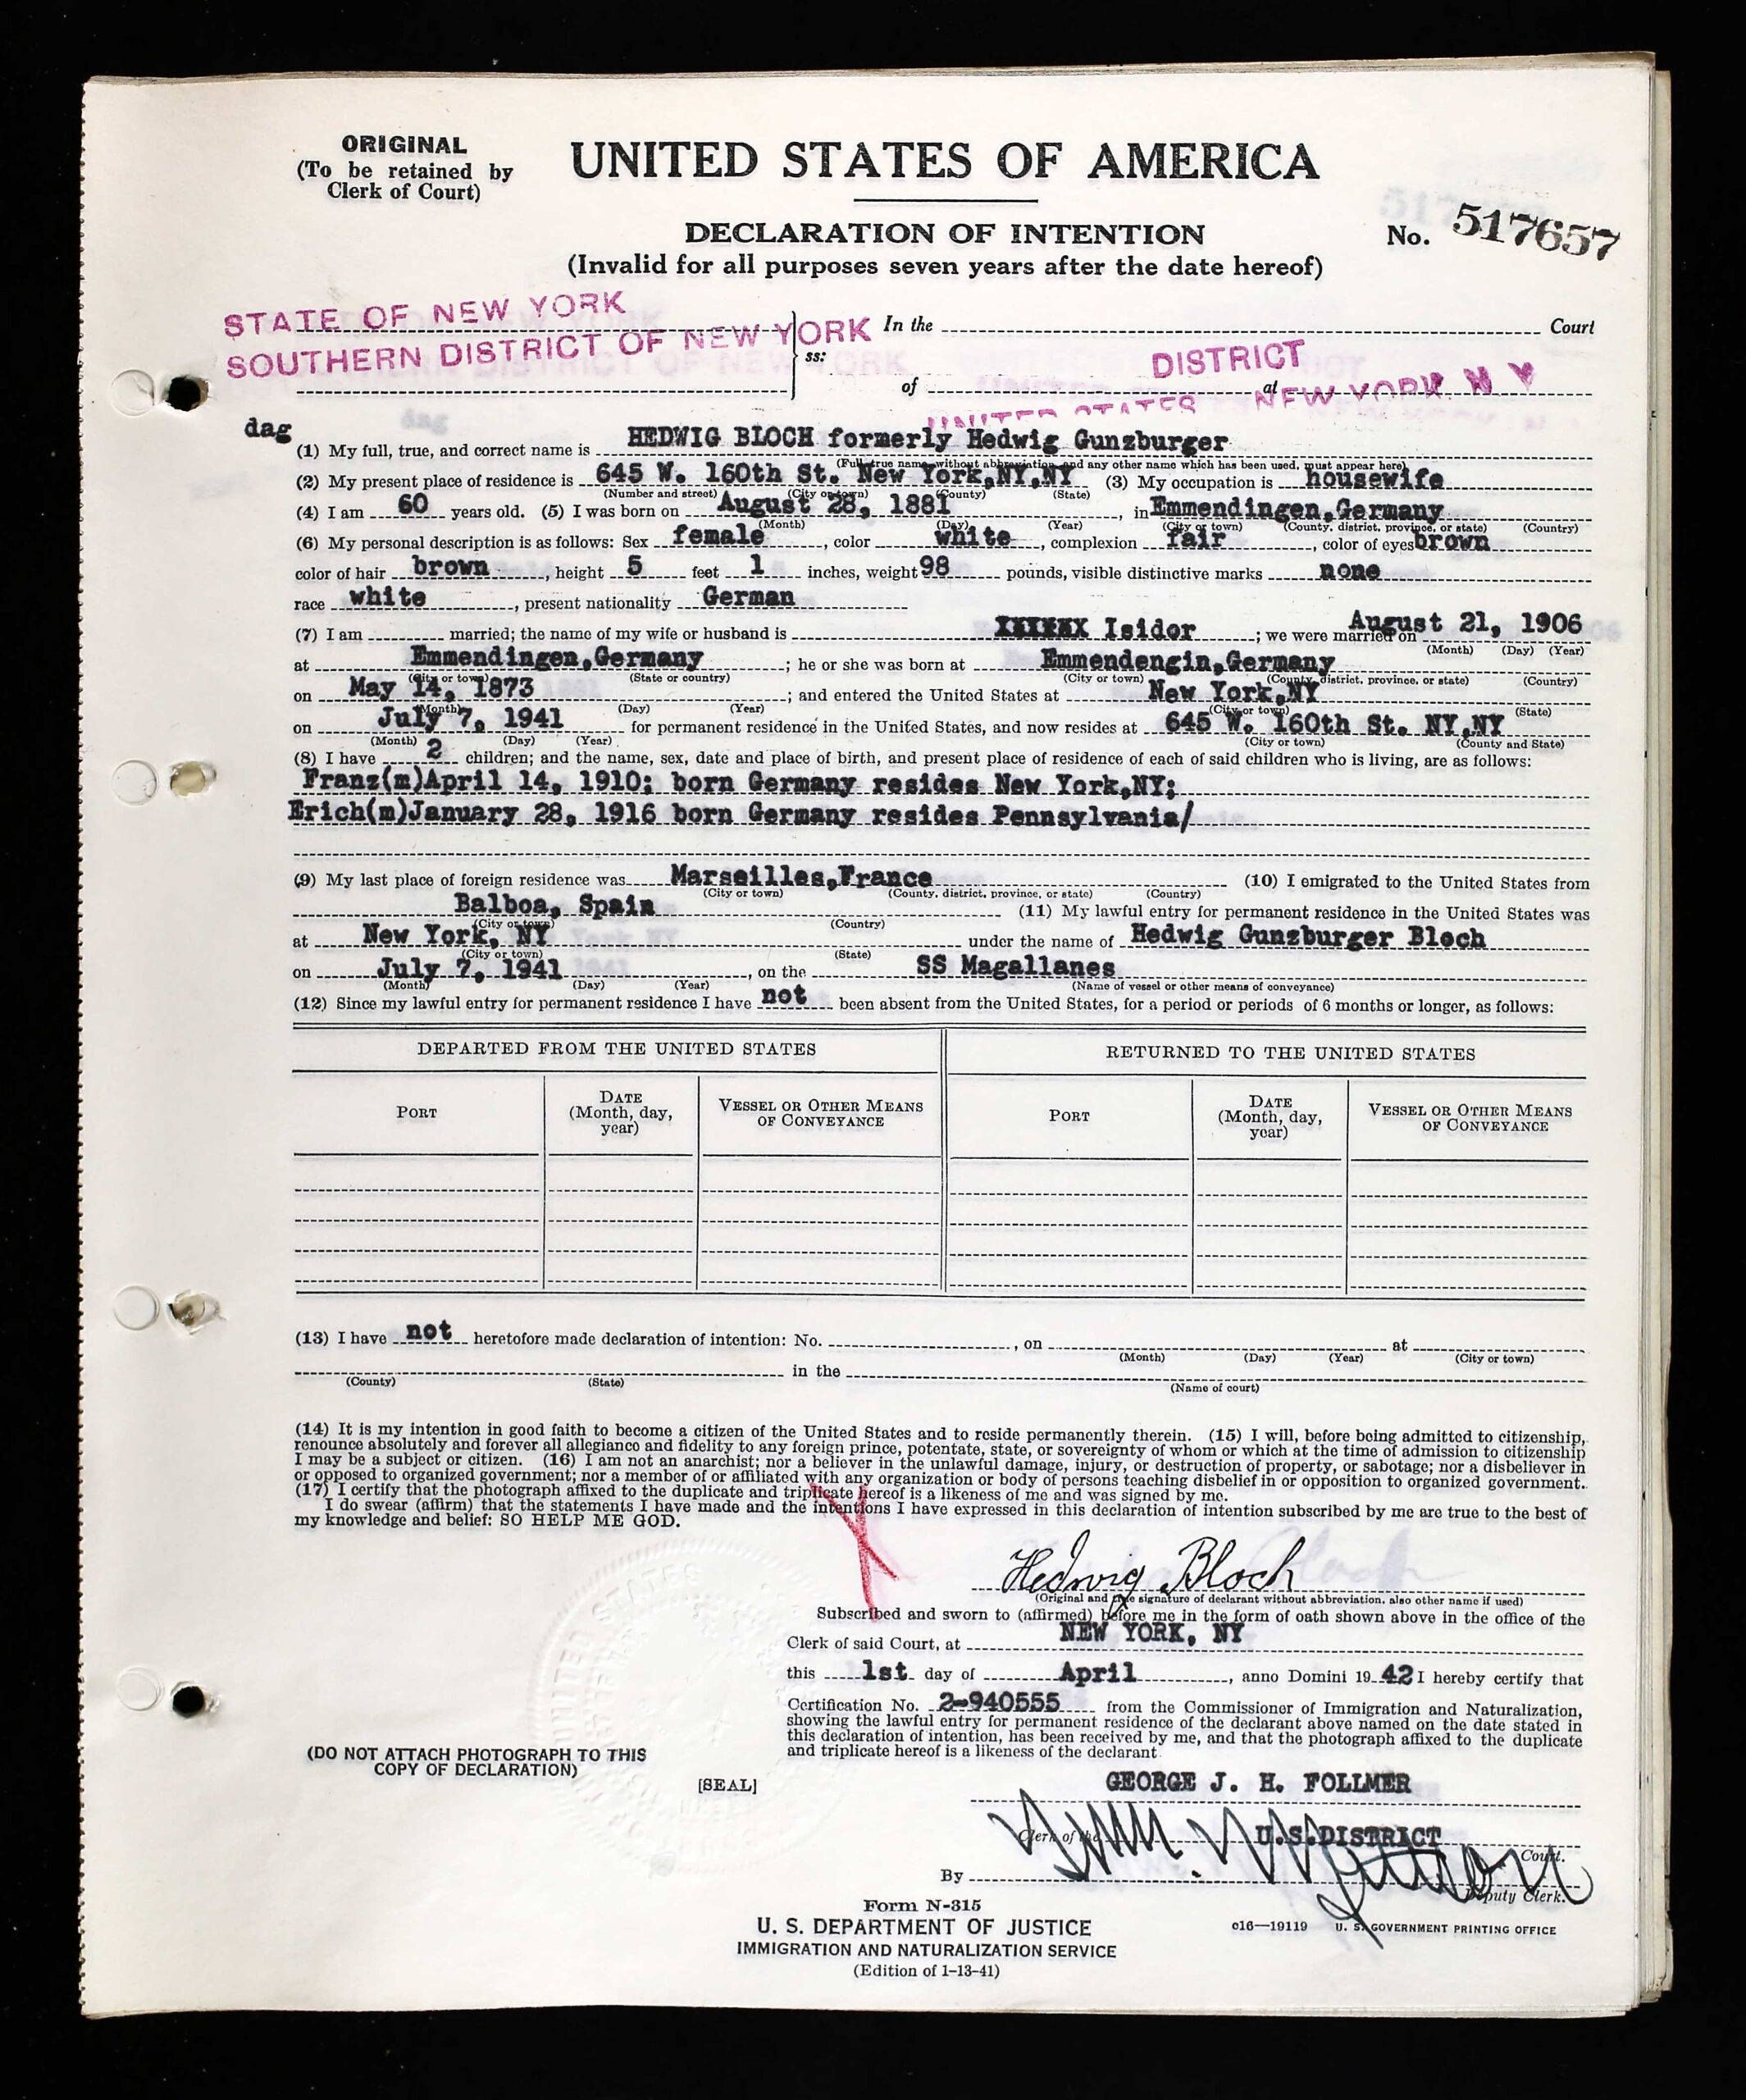 ORIGINAL
(To be retained by
Clerk of Court)
UNITED STATES OF AMERICA
DECLARATION OF INTENTION
(Invalid for all purposes seven years after the date hereof)
No. 517657
STATE OF NEW YORK
SOUTHERN DISTRICT OF NEW YORK
ss:
In the Court
of UNITED STATES DISTRICT at NEW YORK N Y
dag
(1) My full, true, and correct name is HEDWIG BLOCH formerly Hedwig Gunzburger
(Full, true name, without abbreviation, and any other name which has been used, must appear here)
(2) My present place of residence is 645 W. 160th St. New York,NY,NY (3) My occupation is housewife
(Number and street) (City or town) (County) (State)
(4) I am 60 years old. (5) I was born on August 28, 1881, in Emmendingen,Germany
(Month) (Day) (Year) (City or town) (County, district, province, or state) (Country)
(6) My personal description is as follows: Sex female, color white, complexion fair, color of eyes brown
color of hair brown, height 5 feet 1 inches, weight 98 pounds, visible distinctive marks none
race white, present nationality German
(7) I am married; the name of my wife or husband is Isidor; we were married on August 21, 1906
(Month) (Day) (Year)
at Emmendingen,Germany; he or she was born at Emmendengin,Germany
(City or town) (State or country) (City or town) (County, district, province, or state) (Country)
on May 14, 1873; and entered the United States at New York,NY
(Month) (Day) (Year) (City or town) (State)
on July 7, 1941 for permanent residence in the United States, and now resides at 645 W. 160th St. NY,NY
(Month) (Day) (Year) (City or town) (County and State)
(8) I have 2 children; and the name, sex, date and place of birth, and present place of residence of each of said children who is living, are as follows:
Franz(m)April 14, 1910; born Germany resides New York,NY;
Erich(m)January 28, 1916 born Germany resides Pennsylvania/
(9) My last place of foreign residence was Marseilles,France (10) I emigrated to the United States from
(City or town) (County, district, province, or state) (Country)
Balboa, Spain (11) My lawful entry for permanent residence in the United States was
(City or town) (Country)
at New York, NY under the name of Hedwig Gunzburger Bloch
(City or town) (State)
on July 7, 1941, on the SS Magallanes
(Month) (Day) (Year) (Name of vessel or other means of conveyance)
(12) Since my lawful entry for permanent residence I have not been absent from the United States, for a period or periods of 6 months or longer, as follows:
DEPARTED FROM THE UNITED STATES RETURNED TO THE UNITED STATES
PORT DATE (Month, day, year) VESSEL OR OTHER MEANS OF CONVEYANCE PORT DATE (Month, day, year) VESSEL OR OTHER MEANS OF CONVEYANCE
(13) I have not heretofore made declaration of intention: No. , on at
(Month) (Day) (Year) (City or town)
in the
(County) (State) (Name of court)
(14) It is my intention in good faith to become a citizen of the United States and to reside permanently therein. (15) I will, before being admitted to citizenship,
renounce absolutely and forever all allegiance and fidelity to any foreign prince, potentate, state, or sovereignty of whom or which at the time of admission to citizenship
I may be a subject or citizen. (16) I am not an anarchist; nor a believer in the unlawful damage, injury, or destruction of property, or sabotage; nor a disbeliever in
or opposed to organized government; nor a member of or affiliated with any organization or body of persons teaching disbelief in or opposition to organized government.
(17) I certify that the photograph affixed to the duplicate and triplicate hereof is a likeness of me and was signed by me.
I do swear (affirm) that the statements I have made and the intentions I have expressed in this declaration of intention subscribed by me are true to the best of
my knowledge and belief: SO HELP ME GOD.
Hedwig Bloch
(Original and true signature of declarant without abbreviation, also other name if used)
Subscribed and sworn to (affirmed) before me in the form of oath shown above in the office of the
Clerk of said Court, at NEW YORK, NY
this 1st day of April, anno Domini 19 42 I hereby certify that
Certification No. 2-940555 from the Commissioner of Immigration and Naturalization,
showing the lawful entry for permanent residence of the declarant above named on the date stated in
this declaration of intention, has been received by me, and that the photograph affixed to the duplicate
and triplicate hereof is a likeness of the declarant
(DO NOT ATTACH PHOTOGRAPH TO THIS
COPY OF DECLARATION)
[SEAL]
GEORGE J. H. FOLLMER
Clerk of the U.S.DISTRICT Court.
By Deputy Clerk.
Form N-315
U. S. DEPARTMENT OF JUSTICE
IMMIGRATION AND NATURALIZATION SERVICE
(Edition of 1-13-41)
c16—19119 U. S. GOVERNMENT PRINTING OFFICE